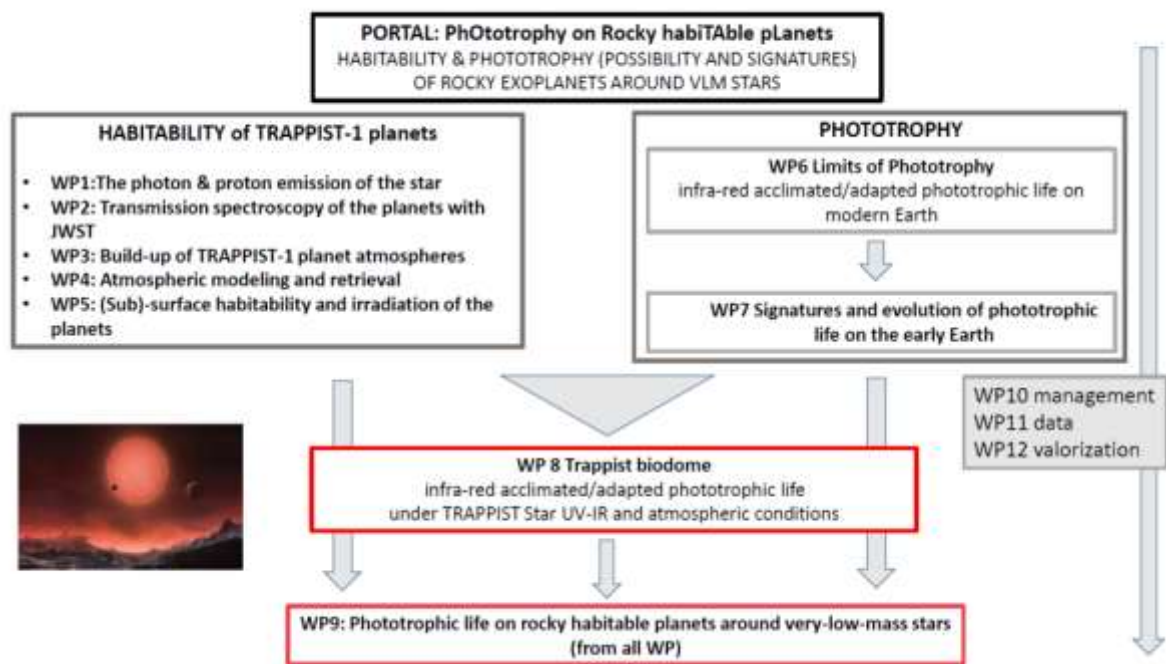 PORTAL: PhOtotrophy on Rocky habiTAble pLanets
HABITABILITY & PHOTOTROPHY (POSSIBILITY AND SIGNATURES)
OF ROCKY EXOPLANETS AROUND VLM STARS
HABITABILITY of TRAPPIST-1 planets
• WP1:The photon & proton emission of the star
• WP2: Transmission spectroscopy of the planets with
JWST
• WP3: Build-up of TRAPPIST-1 planet atmospheres
• WP4: Atmospheric modeling and retrieval
• WP5: (Sub)-surface habitability and irradiation of the
planets
PHOTOTROPHY
WP6 Limits of Phototrophy
infra-red acclimated/adapted phototrophic life on
modern Earth
WP7 Signatures and evolution of phototrophic
life on the early Earth
WP10 management
WP11 data
WP12 valorization
WP 8 Trappist biodome
infra-red acclimated/adapted phototrophic life
under TRAPPIST Star UV-IR and atmospheric conditions
WP9: Phototrophic life on rocky habitable planets around very-low-mass stars
(from all WP)